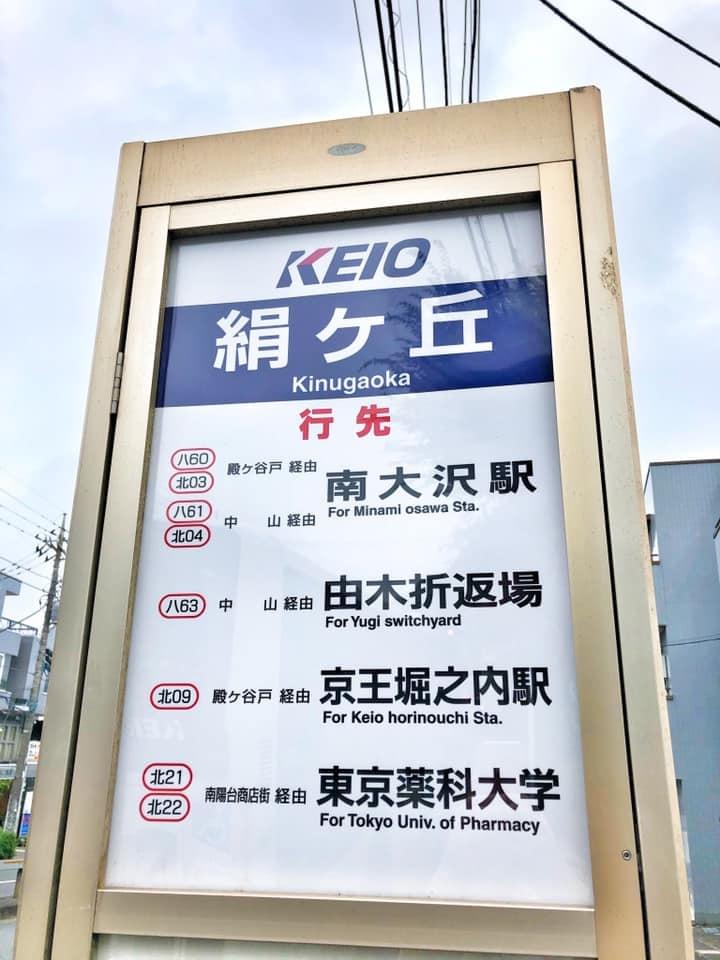 KEIO
絹ヶ丘
Kinugaoka
行先
八60
北03
殿ヶ谷戸 経由
八61
北04
中 山 経由
南大沢駅
For Minami osawa Sta.
八63 中 山 経由 由木折返場
For Yugi switchyard
北09 殿ヶ谷戸 経由 京王堀之内駅
For Keio horinouchi Sta.
北21
北22
南陽台商店街 経由 東京薬科大学
For Tokyo Univ. of Pharmacy